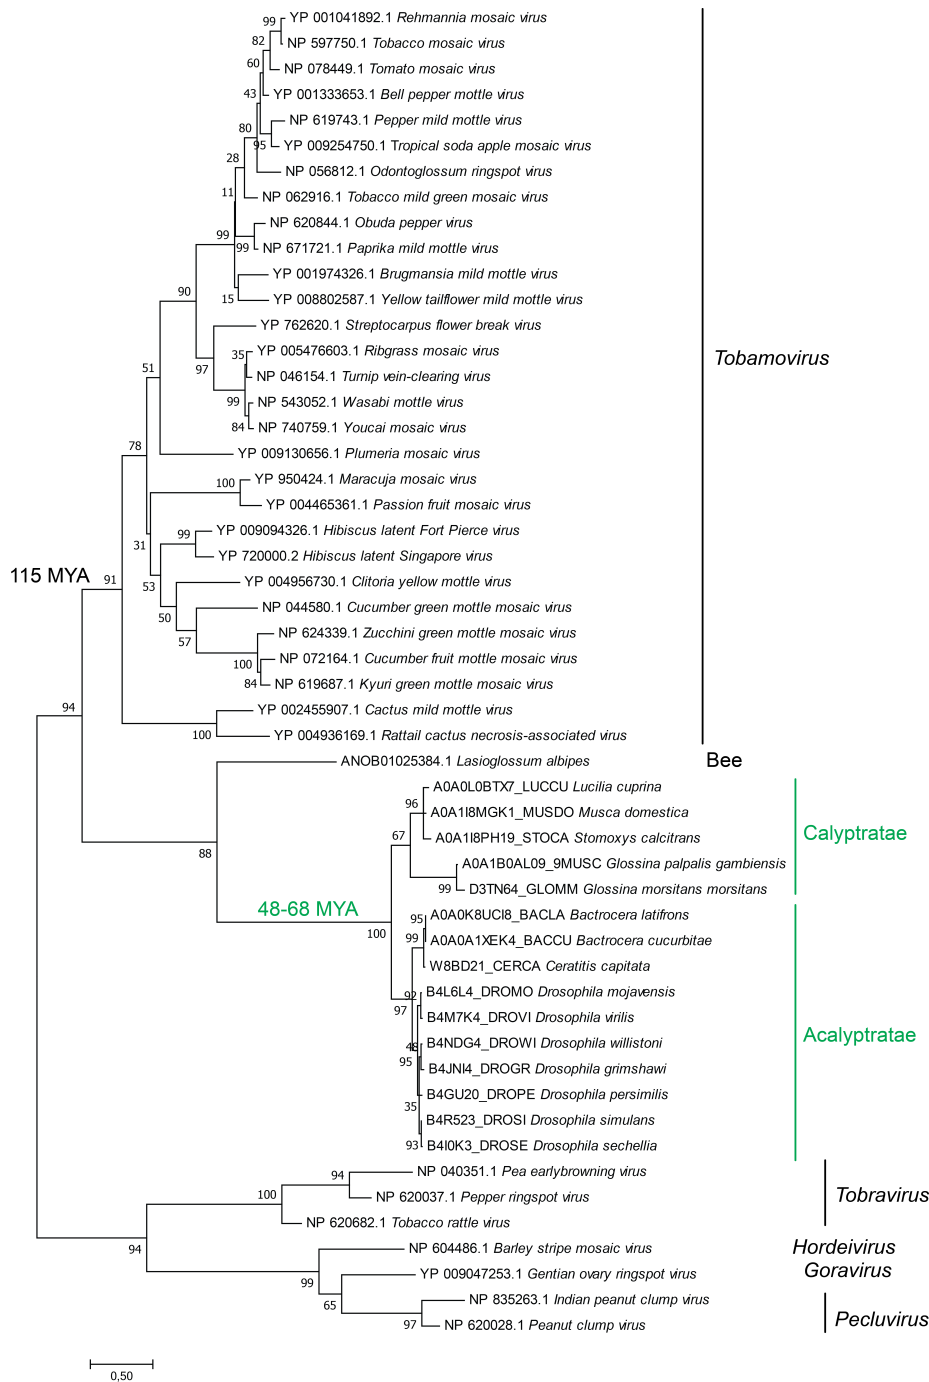 99 YP 001041892.1 Rehmannia mosaic virus
82 NP 597750.1 Tobacco mosaic virus
60 NP 078449.1 Tomato mosaic virus
43 YP 001333653.1 Bell pepper mottle virus
80 NP 619743.1 Pepper mild mottle virus
95 YP 009254750.1 Tropical soda apple mosaic virus
28 NP 056812.1 Odontoglossum ringspot virus
11 NP 062916.1 Tobacco mild green mosaic virus
99 NP 620844.1 Obuda pepper virus
99 NP 671721.1 Paprika mild mottle virus
YP 001974326.1 Brugmansia mild mottle virus
90 15 YP 008802587.1 Yellow tailflower mild mottle virus
YP 762620.1 Streptocarpus flower break virus
35 YP 005476603.1 Ribgrass mosaic virus
Tobamovirus
51 97 NP 046154.1 Turnip vein-clearing virus
99 NP 543052.1 Wasabi mottle virus
84 NP 740759.1 Youcai mosaic virus
78 YP 009130656.1 Plumeria mosaic virus
100 YP 950424.1 Maracuja mosaic virus
YP 004465361.1 Passion fruit mosaic virus
99 YP 009094326.1 Hibiscus latent Fort Pierce virus
31 YP 720000.2 Hibiscus latent Singapore virus
115 MYA 91 53 YP 004956730.1 Clitoria yellow mottle virus
50 NP 044580.1 Cucumber green mottle mosaic virus
57 NP 624339.1 Zucchini green mottle mosaic virus
100 NP 072164.1 Cucumber fruit mottle mosaic virus
84 NP 619687.1 Kyuri green mottle mosaic virus
94 YP 002455907.1 Cactus mild mottle virus
100 YP 004936169.1 Rattail cactus necrosis-associated virus
ANOB01025384.1 Lasioglossum albipes Bee
A0A0L0BTX7_LUCCU Lucilia cuprina
96 A0A1I8MGK1_MUSDO Musca domestica
67 A0A1I8PH19_STOCA Stomoxys calcitrans
Calyptratae
88 A0A1B0AL09_9MUSC Glossina palpalis gambiensis
99 D3TN64_GLOMM Glossina morsitans morsitans
48-68 MYA
95 A0A0K8UCI8_BACLA Bactrocera latifrons
100 99 A0A0A1XEK4_BACCU Bactrocera cucurbitae
W8BD21_CERCA Ceratitis capitata
92 B4L6L4_DROMO Drosophila mojavensis
97 B4M7K4_DROVI Drosophila virilis
Acalyptratae
48 B4NDG4_DROWI Drosophila willistoni
95 B4JNI4_DROGR Drosophila grimshawi
35 B4GU20_DROPE Drosophila persimilis
B4R523_DROSI Drosophila simulans
93 B4I0K3_DROSE Drosophila sechellia
94 NP 040351.1 Pea earlybrowning virus
100 NP 620037.1 Pepper ringspot virus
Tobravirus
NP 620682.1 Tobacco rattle virus
94 NP 604486.1 Barley stripe mosaic virus Hordeivirus
99 YP 009047253.1 Gentian ovary ringspot virus Goravirus
65 NP 835263.1 Indian peanut clump virus
97 NP 620028.1 Peanut clump virus
Pecluvirus
0,50